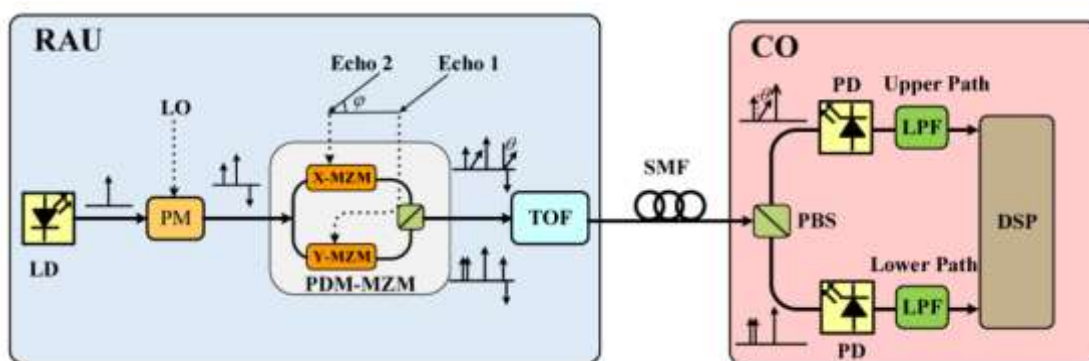 RAU
CO
Echo 2
Echo 1
φ
LO
PD
Upper Path
θ
LPF
X-MZM
θ
SMF
PM
TOF
PBS
DSP
LD
Y-MZM
PDM-MZM
Lower Path
LPF
PD